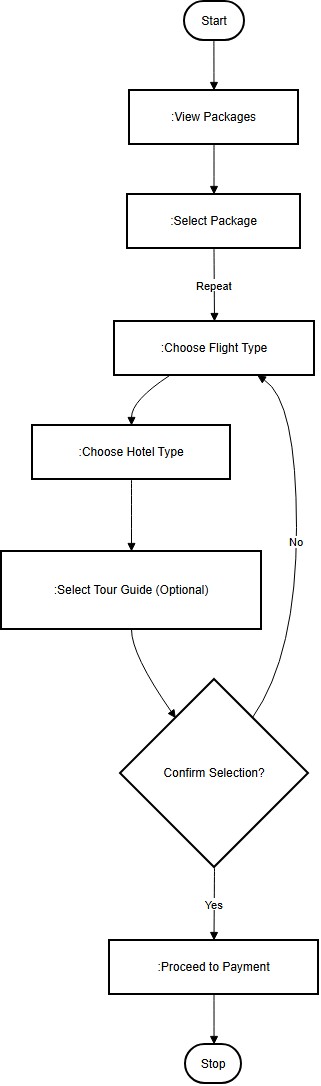 Start
:View Packages
:Select Package
Repeat
:Choose Flight Type
:Choose Hotel Type
No
:Select Tour Guide (Optional)
Confirm Selection?
Yes
:Proceed to Payment
Stop